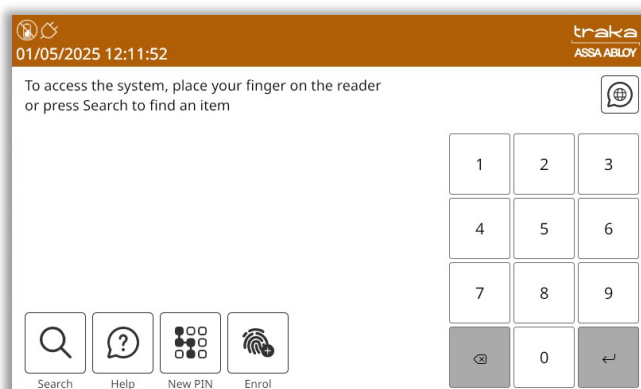 traka
01/05/2025 12:11:52
ASSA ABLOY
To access the system, place your finger on the reader
or press Search to find an item
1 2 3
4 5 6
7 8 9
0
Search Help New PIN Enrol